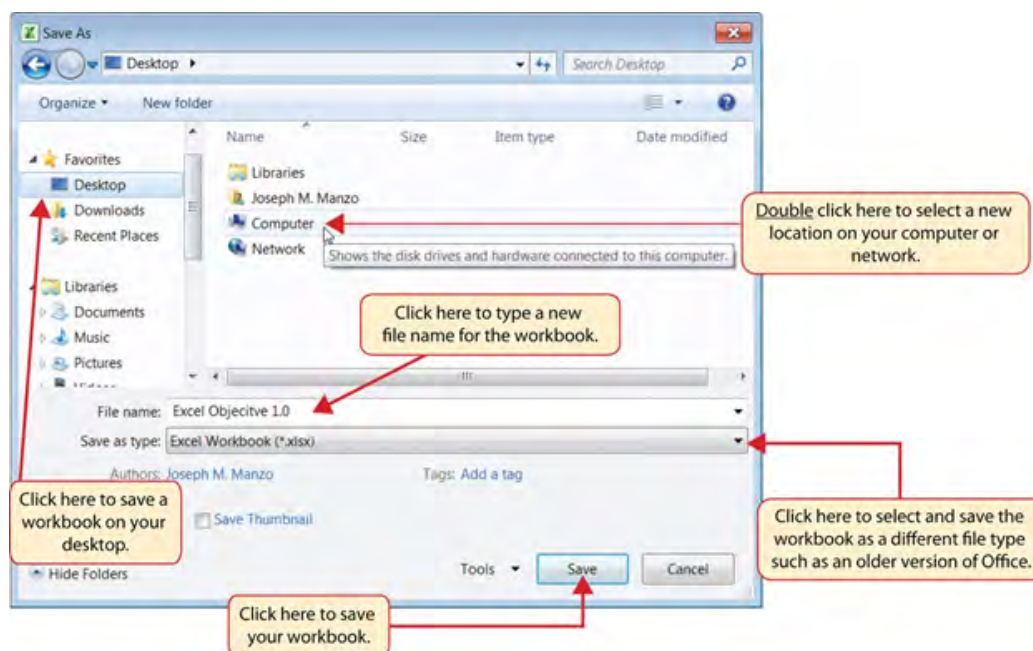 Save As
Desktop
Search Desktop
Organize
New folder
Name
Size
Item type
Date modified
Favorites
Desktop
Downloads
Recent Places
Libraries
Documents
Music
Pictures
Videos
Libraries
Joseph M. Manzo
Computer
Network
Shows the disk drives and hardware connected to this computer.
Double click here to select a new
location on your computer or
network.
Click here to type a new
file name for the workbook.
File name: Excel Objecitve 1.0
Save as type: Excel Workbook (*.xlsx)
Authors: Joseph M. Manzo
Tags: Add a tag
Click here to save a
workbook on your
desktop.
Save Thumbnail
Click here to select and save the
workbook as a different file type
such as an older version of Office.
Hide Folders
Tools
Save
Cancel
Click here to save
your workbook.